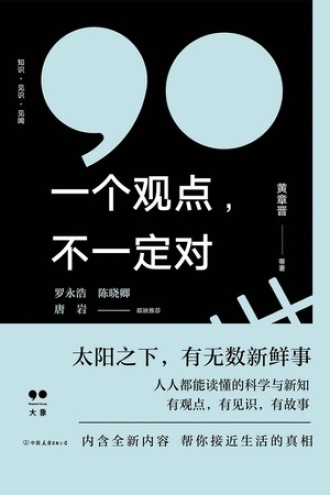 知识·见识·见闻
一个观点，
不一定对
黄章晋
等著
罗永浩 陈晓卿
唐岩
联袂推荐
太阳之下，有无数新鲜事
人人都能读懂的科学与新知
有观点，有见识，有故事
大象
内含全新内容 帮你接近生活的真相